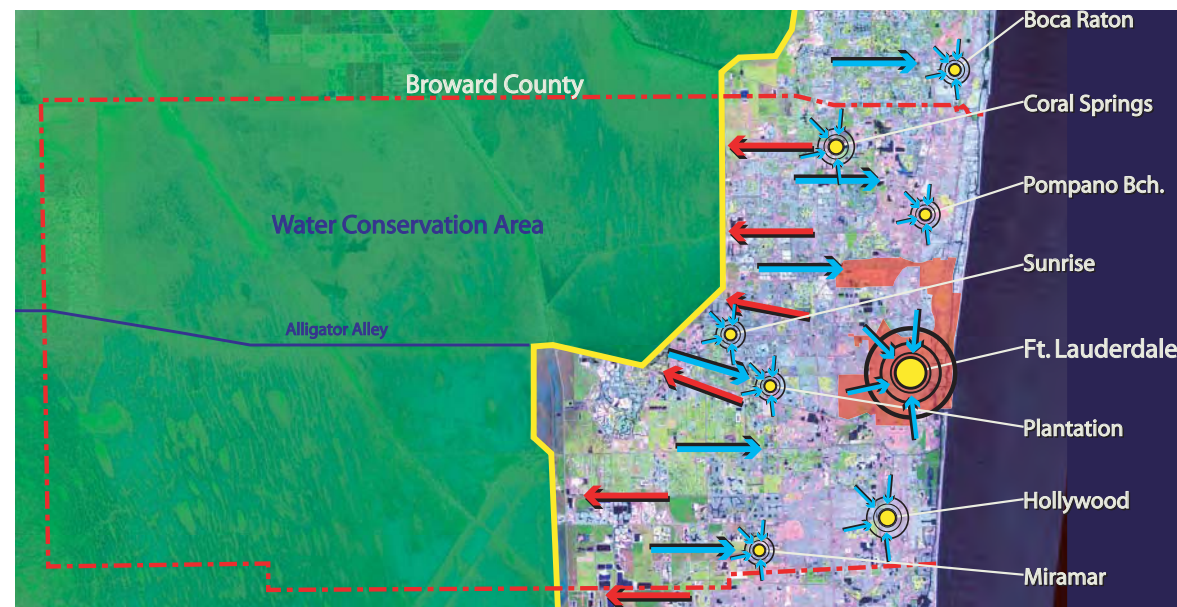 Boca Raton
Broward County
Coral Springs
Pompano Bch.
Water Conservation Area
Sunrise
Alligator Alley
Ft. Lauderdale
Plantation
Hollywood
Miramar